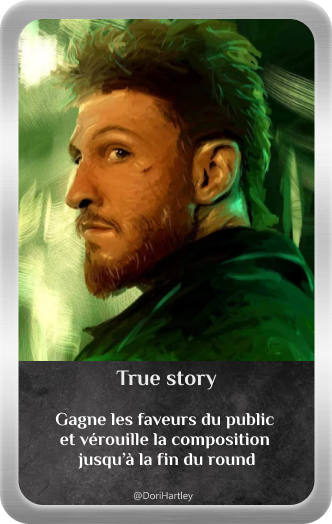 True story
Gagne les faveurs du public
et vérouille la composition
jusqu'à la fin du round
@DoriHartley